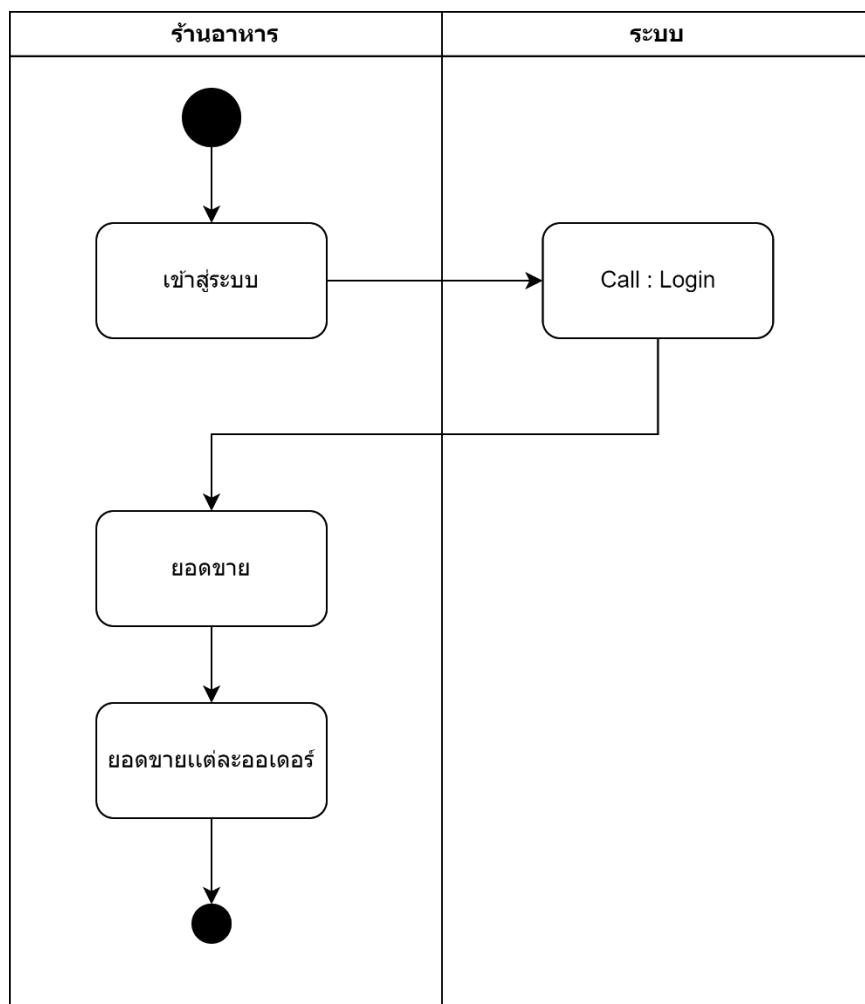 ร้านอาหาร
ระบบ
เข้าสู่ระบบ
Call : Login
ยอดขาย
ยอดขายแต่ละออเดอร์